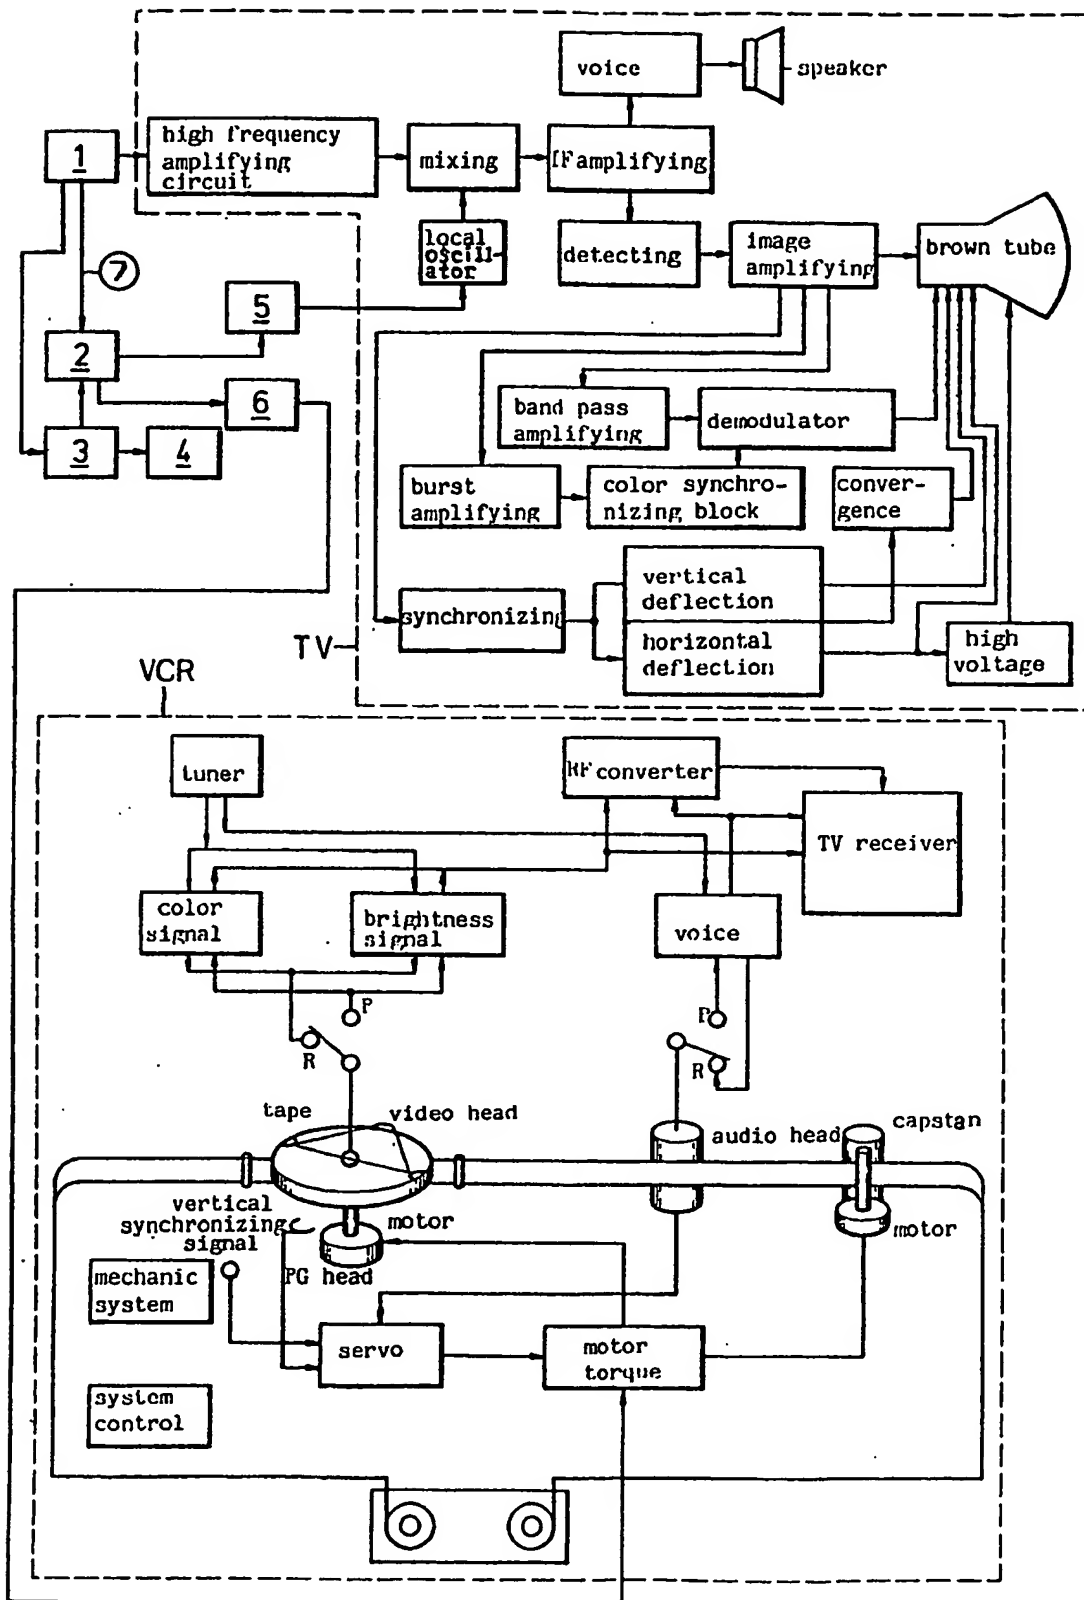 voice
speaker
1
high frequency
amplifying
circuit
mixing
IF amplifying
local
oscill-
ator
detecting
image
amplifying
brown tube
7
5
2
6
3
4
band pass
amplifying
demodulator
burst
amplifying
color synchro-
nizing block
conver-
gence
synchronizing
vertical
deflection
horizontal
deflection
high
voltage
TV
VCR
tuner
RF converter
TV receiver
color
signal
brightness
signal
voice
P
R
P
R
tape
video head
audio head
capstan
vertical
synchronizing
signal
motor
motor
PG head
mechanic
system
servo
motor
torque
system
control